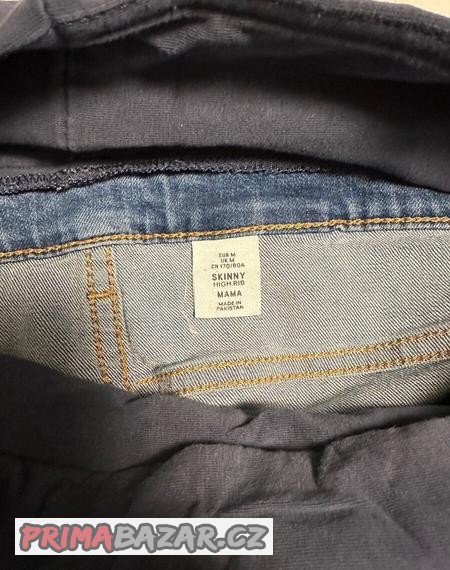 EUR M
UK M
CN 170/80A
SKINNY
HIGH RIB
MAMA
MADE IN
PAKISTAN
PRIMABAZAR.CZ